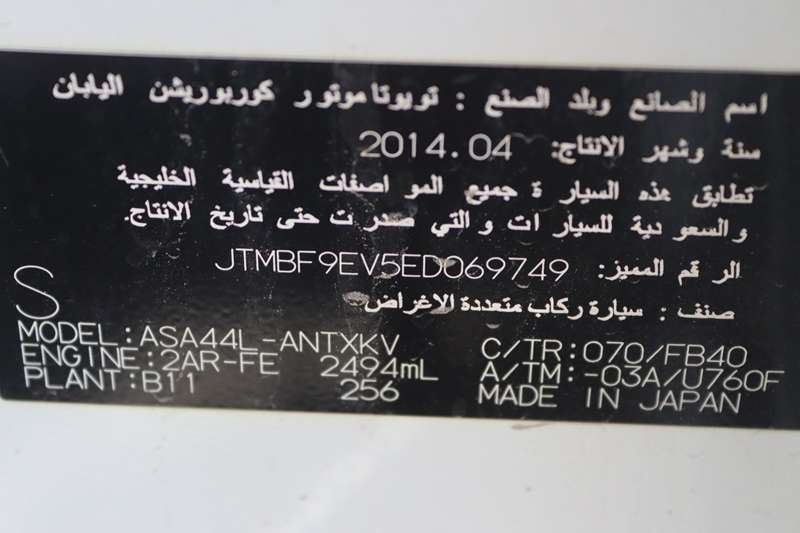 اسم الصانع وبلد الصنع : تويوتا موتور كوربوريشن اليابان
سنة وشهر الانتاج: 2014.04
تطابق هذه السيارة جميع المواصفات القياسية الخليجية
والسعودية للسيارات والتي صدرت حتى تاريخ الانتاج.
الرقم المميز: JTMBF9EV5ED069749
صنف : سيارة ركاب متعددة الاغراض
S
MODEL:ASA44L-ANTXKV C/TR:070/FB40
ENGINE:2AR-FE 2494mL A/TM:-03A/U760F
PLANT:B11 256 MADE IN JAPAN